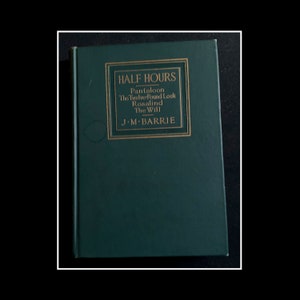 HALF HOURS
Pantaloon
The Twelve-Pound Look
Rosalind
The Will
J·M·BARRIE